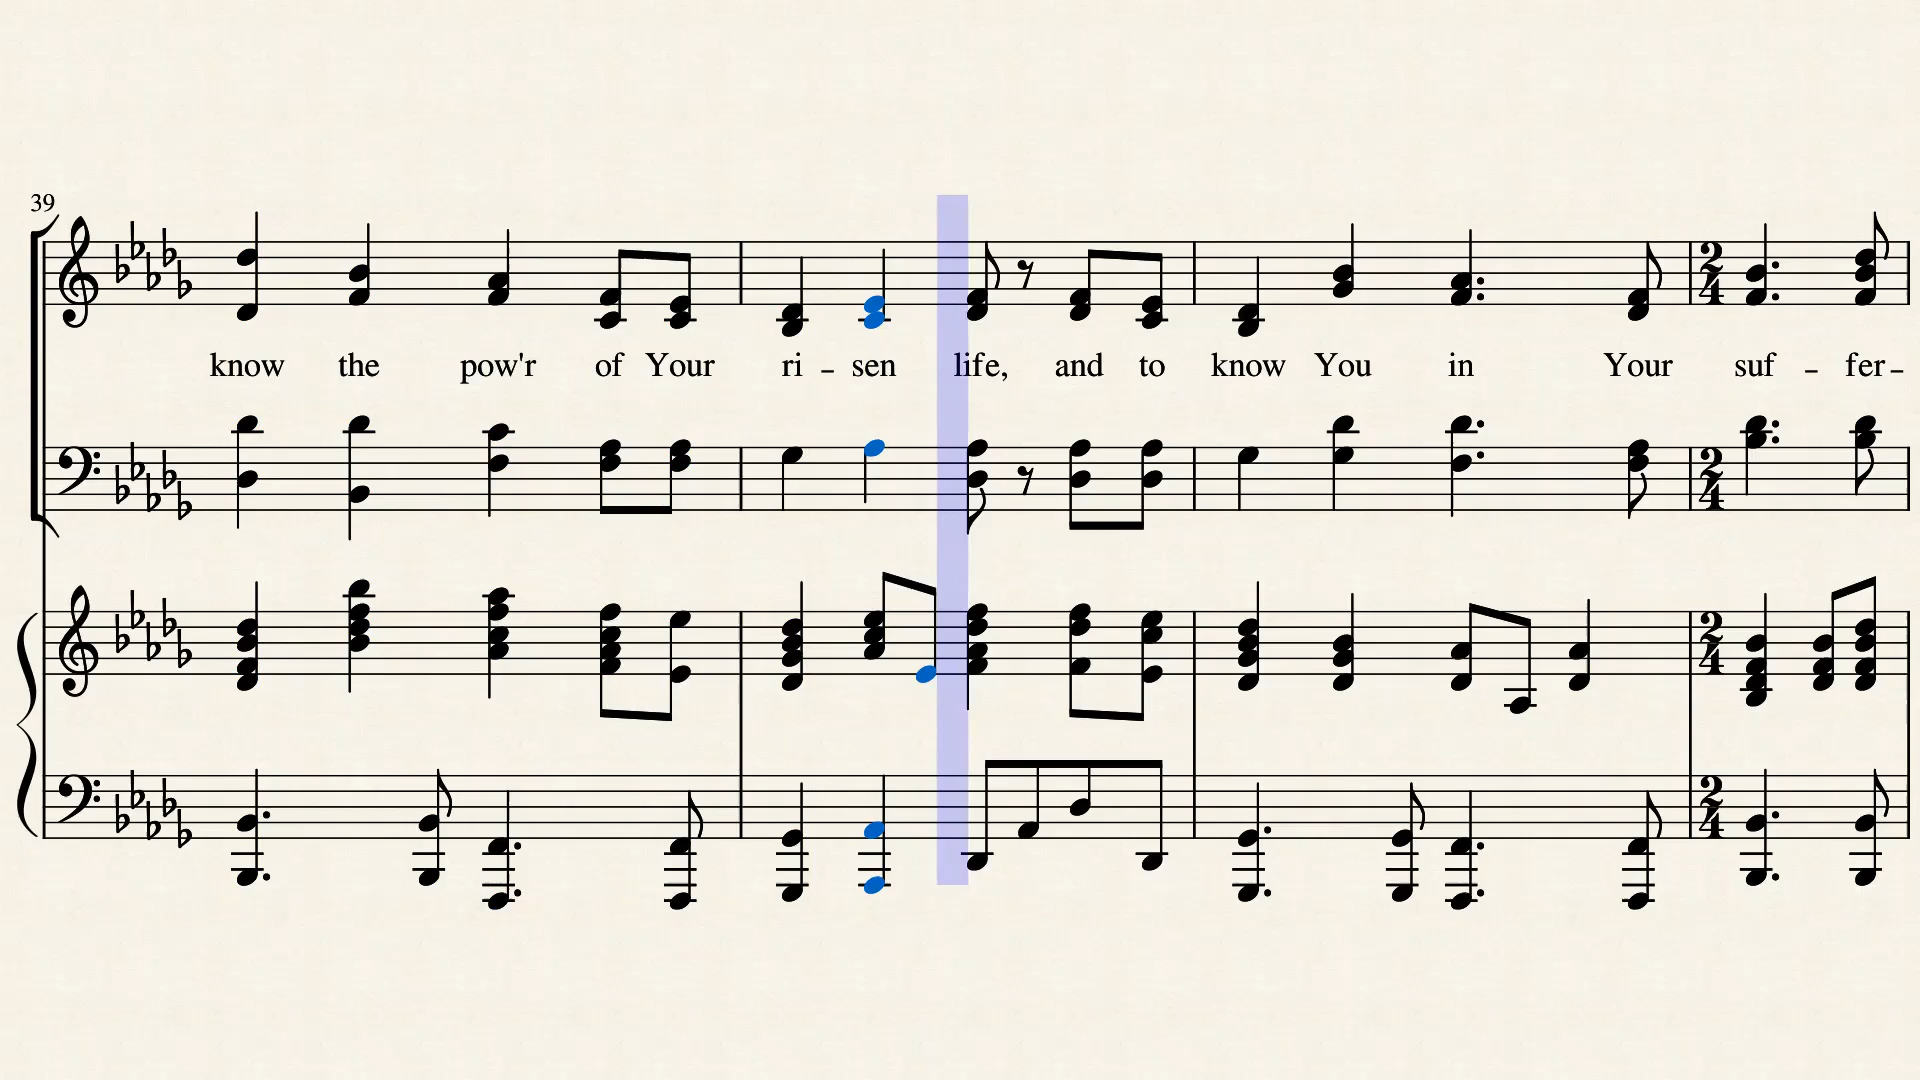 39
know the pow'r of Your ri - sen life, and to know You in Your suf - fer -